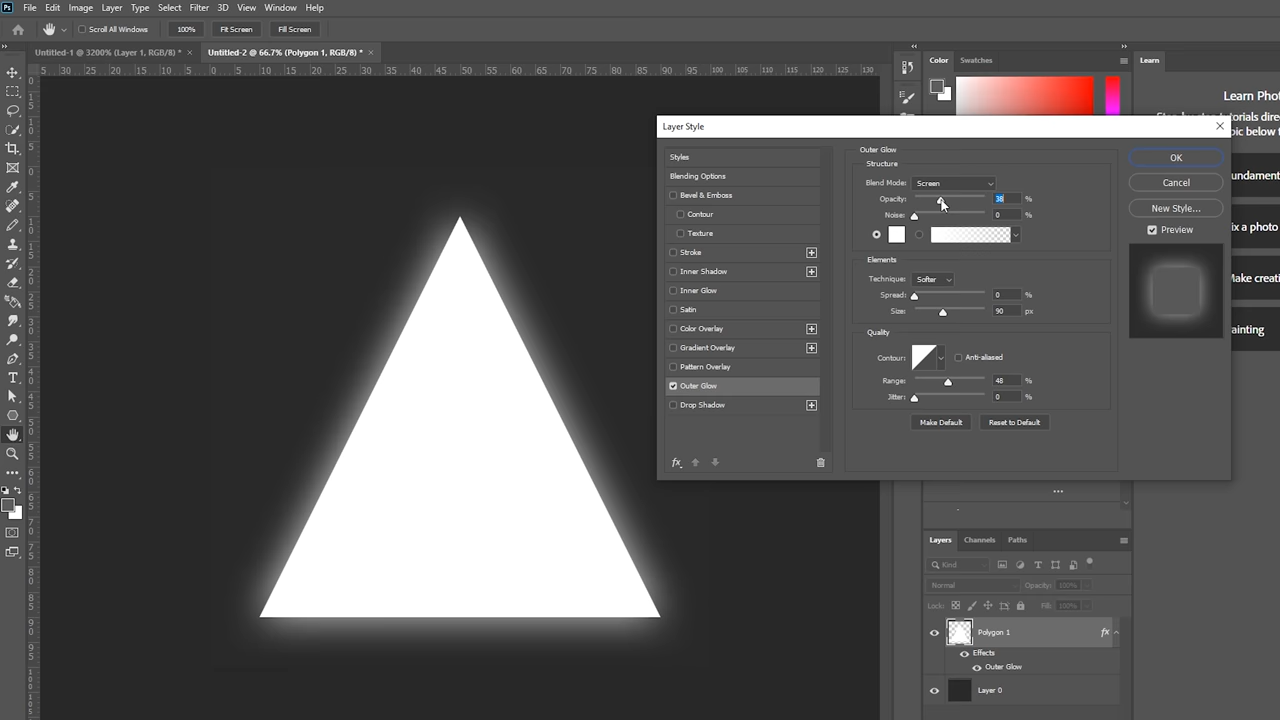 Ps File Edit Image Layer Type Select Filter 3D View Window Help
Scroll All Windows 100% Fit Screen Fill Screen
Untitled-1 @ 3200% (Layer 1, RGB/8) * × Untitled-2 @ 66.7% (Polygon 1, RGB/8) * ×
Color Swatches Learn
Layer Style
Styles
Blending Options
Bevel & Emboss
Contour
Texture
Stroke
Inner Shadow
Inner Glow
Satin
Color Overlay
Gradient Overlay
Pattern Overlay
Outer Glow
Drop Shadow
fx
Outer Glow
Structure
Blend Mode: Screen
Opacity: 38 %
Noise: 0 %
Elements
Technique: Softer
Spread: 0 %
Size: 90 px
Quality
Contour: Anti-aliased
Range: 48 %
Jitter: 0 %
Make Default Reset to Default
OK
Cancel
New Style...
Preview
Learn Phot
undament
ix a photo
Make creati
ainting
Layers Channels Paths
Kind
Normal Opacity: 100%
Lock: Fill: 100%
Polygon 1 fx
Effects
Outer Glow
Layer 0